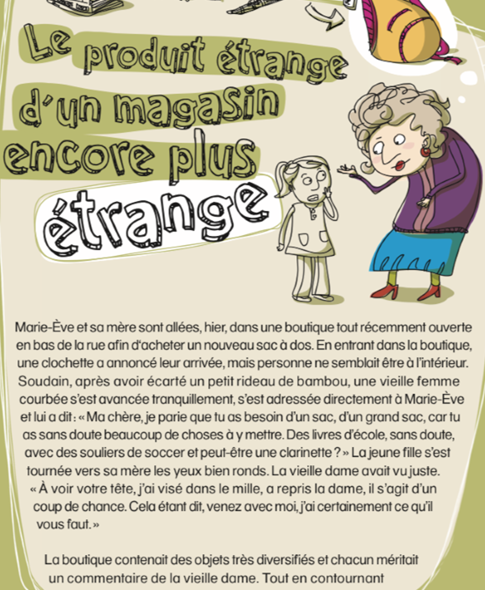 Le produit étrange
d'un magasin
encore plus
étrange
Marie-Ève et sa mère sont allées, hier, dans une boutique tout récemment ouverte
en bas de la rue afin d'acheter un nouveau sac à dos. En entrant dans la boutique,
une clochette a annoncé leur arrivée, mais personne ne semblait être à l'intérieur.
Soudain, après avoir écarté un petit rideau de bambou, une vieille femme
courbée s'est avancée tranquillement, s'est adressée directement à Marie-Ève
et lui a dit : « Ma chère, je parie que tu as besoin d'un sac, d'un grand sac, car tu
as sans doute beaucoup de choses à y mettre. Des livres d'école, sans doute,
avec des souliers de soccer et peut-être une clarinette ? » La jeune fille s'est
tournée vers sa mère les yeux bien ronds. La vieille dame avait vu juste.
« À voir votre tête, j'ai visé dans le mille, a repris la dame, il s'agit d'un
coup de chance. Cela étant dit, venez avec moi, j'ai certainement ce qu'il
vous faut. »
La boutique contenait des objets très diversifiés et chacun méritait
un commentaire de la vieille dame. Tout en contournant